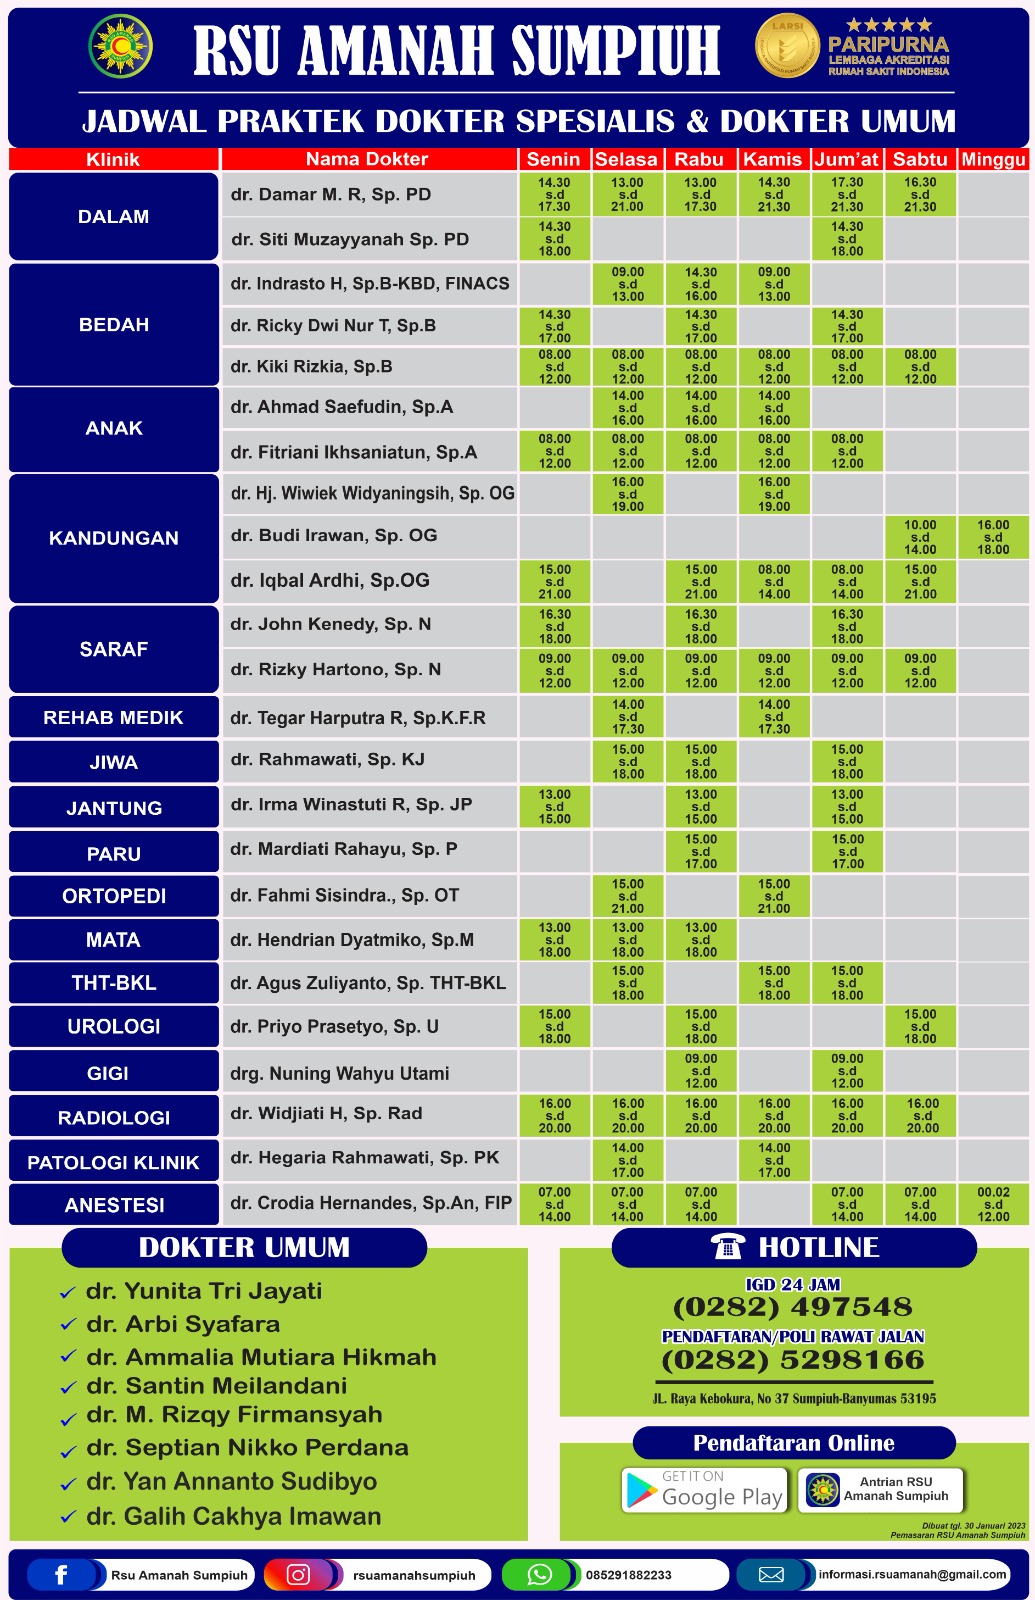 RSU AMANAH SUMPIUH
LARSI
PARIPURNA
LEMBAGA AKREDITASI
RUMAH SAKIT INDONESIA
JADWAL PRAKTEK DOKTER SPESIALIS & DOKTER UMUM
Klinik Nama Dokter Senin Selasa Rabu Kamis Jum'at Sabtu Minggu
DALAM
dr. Damar M. R, Sp. PD 14.30 s.d 17.30 13.00 s.d 21.00 13.00 s.d 17.30 14.30 s.d 21.30 17.30 s.d 21.30 16.30 s.d 21.30
dr. Siti Muzayyanah Sp. PD 14.30 s.d 18.00 14.30 s.d 18.00
BEDAH
dr. Indrasto H, Sp.B-KBD, FINACS 09.00 s.d 13.00 14.30 s.d 16.00 09.00 s.d 13.00
dr. Ricky Dwi Nur T, Sp.B 14.30 s.d 17.00 14.30 s.d 17.00 14.30 s.d 17.00
dr. Kiki Rizkia, Sp.B 08.00 s.d 12.00 08.00 s.d 12.00 08.00 s.d 12.00 08.00 s.d 12.00 08.00 s.d 12.00 08.00 s.d 12.00
ANAK
dr. Ahmad Saefudin, Sp.A 14.00 s.d 16.00 14.00 s.d 16.00 14.00 s.d 16.00
dr. Fitriani Ikhsaniatun, Sp.A 08.00 s.d 12.00 08.00 s.d 12.00 08.00 s.d 12.00 08.00 s.d 12.00 08.00 s.d 12.00
KANDUNGAN
dr. Hj. Wiwiek Widyaningsih, Sp. OG 16.00 s.d 19.00 16.00 s.d 19.00
dr. Budi Irawan, Sp. OG 10.00 s.d 14.00 16.00 s.d 18.00
dr. Iqbal Ardhi, Sp.OG 15.00 s.d 21.00 15.00 s.d 21.00 08.00 s.d 14.00 08.00 s.d 14.00 15.00 s.d 21.00
SARAF
dr. John Kenedy, Sp. N 16.30 s.d 18.00 16.30 s.d 18.00 16.30 s.d 18.00
dr. Rizky Hartono, Sp. N 09.00 s.d 12.00 09.00 s.d 12.00 09.00 s.d 12.00 09.00 s.d 12.00 09.00 s.d 12.00 09.00 s.d 12.00
REHAB MEDIK dr. Tegar Harputra R, Sp.K.F.R 14.00 s.d 17.30 14.00 s.d 17.30
JIWA dr. Rahmawati, Sp. KJ 15.00 s.d 18.00 15.00 s.d 18.00 15.00 s.d 18.00
JANTUNG dr. Irma Winastuti R, Sp. JP 13.00 s.d 15.00 13.00 s.d 15.00 13.00 s.d 15.00
PARU dr. Mardiati Rahayu, Sp. P 15.00 s.d 17.00 15.00 s.d 17.00
ORTOPEDI dr. Fahmi Sisindra., Sp. OT 15.00 s.d 21.00 15.00 s.d 21.00
MATA dr. Hendrian Dyatmiko, Sp.M 13.00 s.d 18.00 13.00 s.d 18.00 13.00 s.d 18.00
THT-BKL dr. Agus Zuliyanto, Sp. THT-BKL 15.00 s.d 18.00 15.00 s.d 18.00 15.00 s.d 18.00
UROLOGI dr. Priyo Prasetyo, Sp. U 15.00 s.d 18.00 15.00 s.d 18.00 15.00 s.d 18.00
GIGI drg. Nuning Wahyu Utami 09.00 s.d 12.00 09.00 s.d 12.00
RADIOLOGI dr. Widjiati H, Sp. Rad 16.00 s.d 20.00 16.00 s.d 20.00 16.00 s.d 20.00 16.00 s.d 20.00 16.00 s.d 20.00 16.00 s.d 20.00
PATOLOGI KLINIK dr. Hegaria Rahmawati, Sp. PK 14.00 s.d 17.00 14.00 s.d 17.00
ANESTESI dr. Crodia Hernandes, Sp.An, FIP 07.00 s.d 14.00 07.00 s.d 14.00 07.00 s.d 14.00 07.00 s.d 14.00 07.00 s.d 14.00 00.02 s.d 12.00
DOKTER UMUM
dr. Yunita Tri Jayati
dr. Arbi Syafara
dr. Ammalia Mutiara Hikmah
dr. Santin Meilandani
dr. M. Rizqy Firmansyah
dr. Septian Nikko Perdana
dr. Yan Annanto Sudibyo
dr. Galih Cakhya Imawan
HOTLINE
IGD 24 JAM
(0282) 497548
PENDAFTARAN/POLI RAWAT JALAN
(0282) 5298166
JL. Raya Kebokura, No 37 Sumpiuh-Banyumas 53195
Pendaftaran Online
GET IT ON
Google Play
Antrian RSU
Amanah Sumpiuh
Dibuat tgl. 30 Januari 2023
Pemasaran RSU Amanah Sumpiuh
Rsu Amanah Sumpiuh rsuamanahsumpiuh 085291882233 informasi.rsuamanah@gmail.com